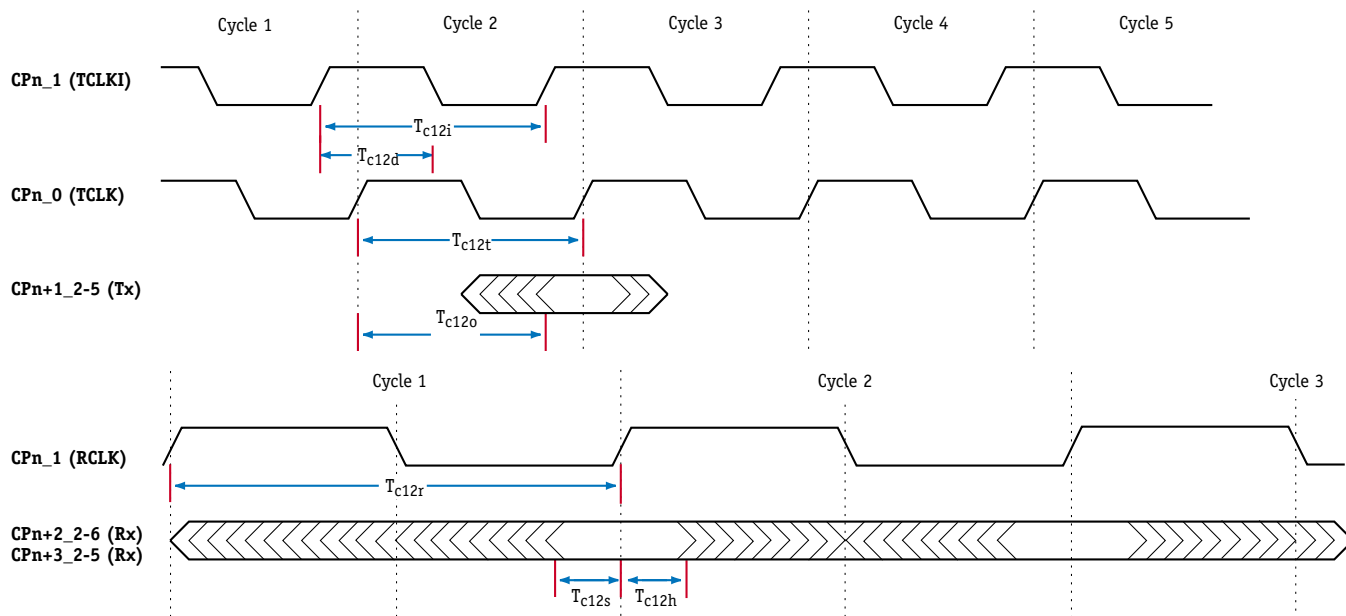 Cycle 1
Cycle 2
Cycle 3
Cycle 4
Cycle 5
CPn_1 (TCLKI)
Tc12i
Tc12d
CPn_0 (TCLK)
Tc12t
CPn+1_2-5 (Tx)
Tc12o
Cycle 1
Cycle 2
Cycle 3
CPn_1 (RCLK)
Tc12r
CPn+2_2-6 (Rx)
CPn+3_2-5 (Rx)
Tc12s
Tc12h